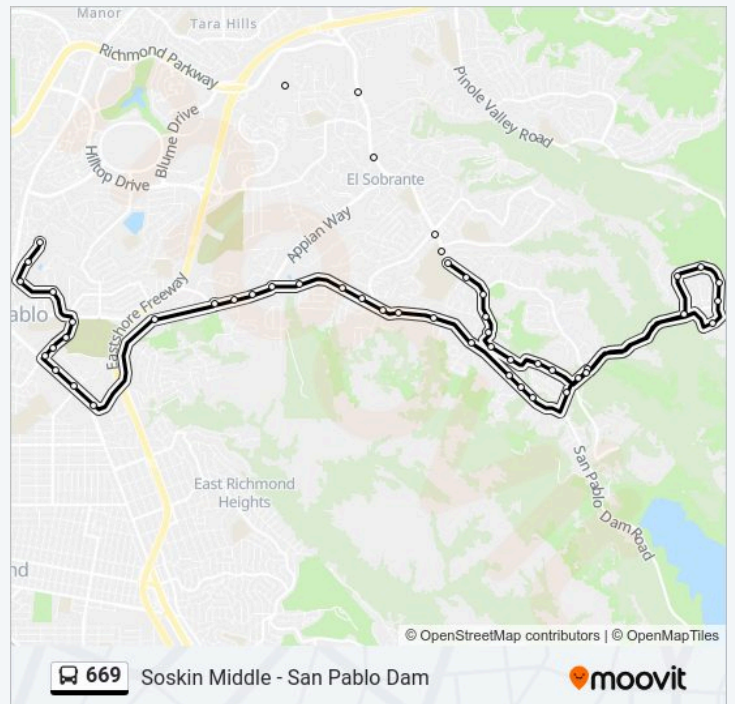 Manor
Tara Hills
Richmond Parkway
Pinole Valley Road
Blume Drive
Hilltop Drive
El Sobrante
Appian Way
Eastshore Freeway
ablo
East Richmond
Heights
San Pablo Dam Road
nd
© OpenStreetMap contributors | © OpenMapTiles
669 Soskin Middle - San Pablo Dam
moovit